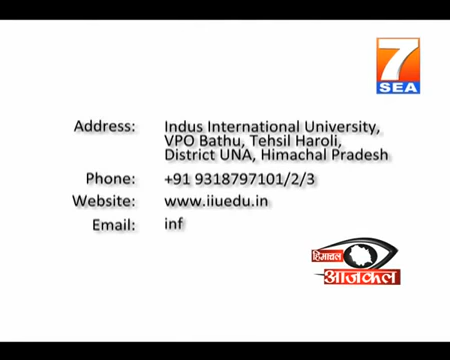 7
SEA
Address: Indus International University,
VPO Bathu, Tehsil Haroli,
District UNA, Himachal Pradesh
Phone: +91 9318797101/2/3
Website: www.iiuedu.in
Email: inf
हिमाचल
आजकल